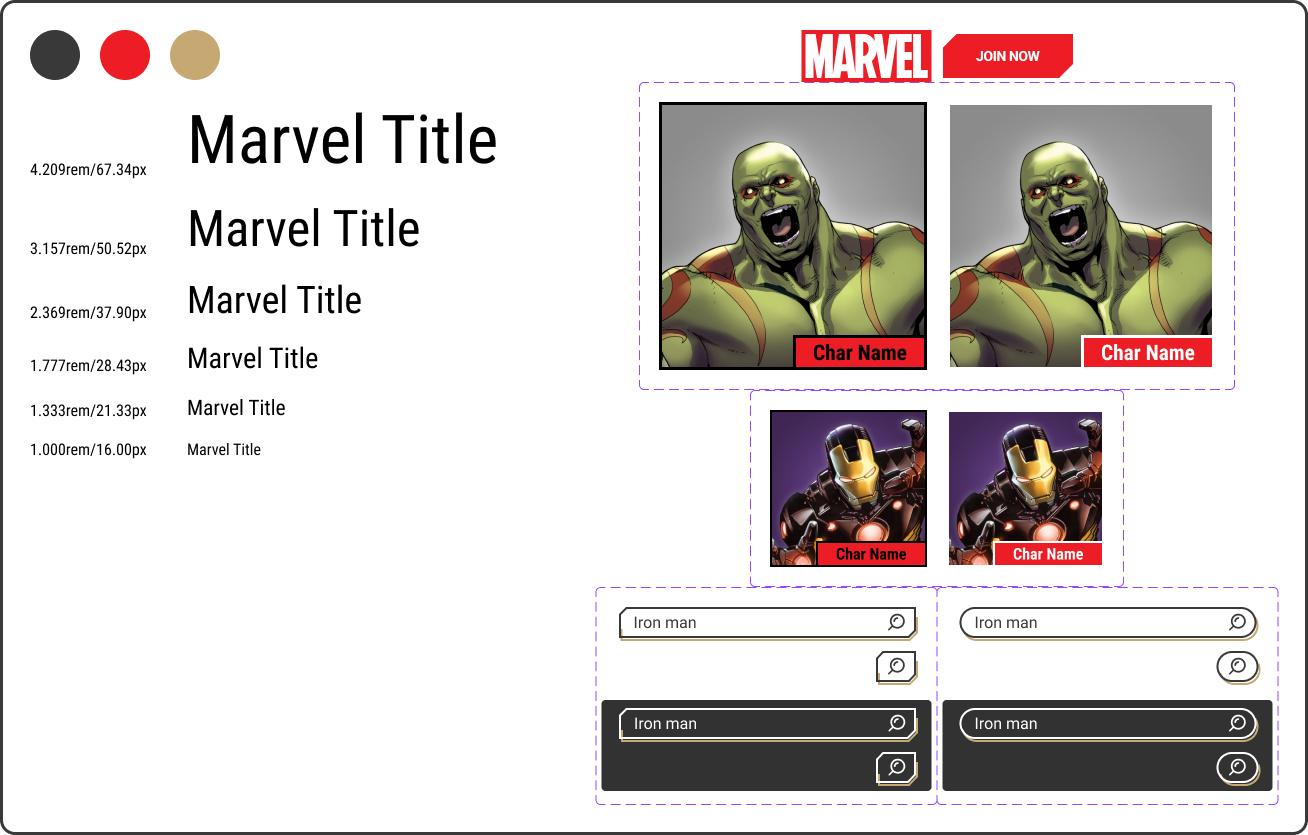 MARVEL
JOIN NOW
Marvel Title
4.209rem/67.34px
Marvel Title
3.157rem/50.52px
Marvel Title
2.369rem/37.90px
Marvel Title
1.777rem/28.43px
Marvel Title
1.333rem/21.33px
Marvel Title
1.000rem/16.00px
Char Name
Char Name
Char Name
Char Name
Iron man
Iron man
Iron man
Iron man